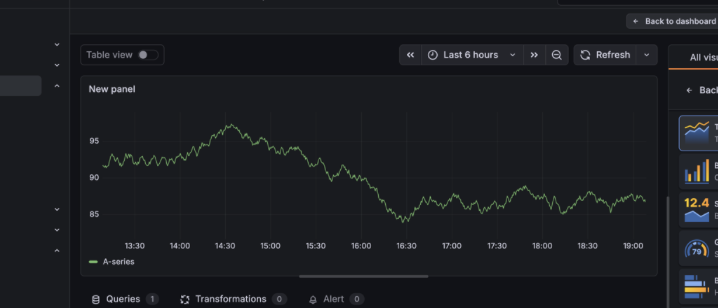 Back to dashboard
Table view
Last 6 hours
Refresh
All
Back
New panel
95
90
85
13:30 14:00 14:30 15:00 15:30 16:00 16:30 17:00 17:30 18:00 18:30 19:00
A-series
12.4
79
Queries 1 Transformations 0 Alert 0